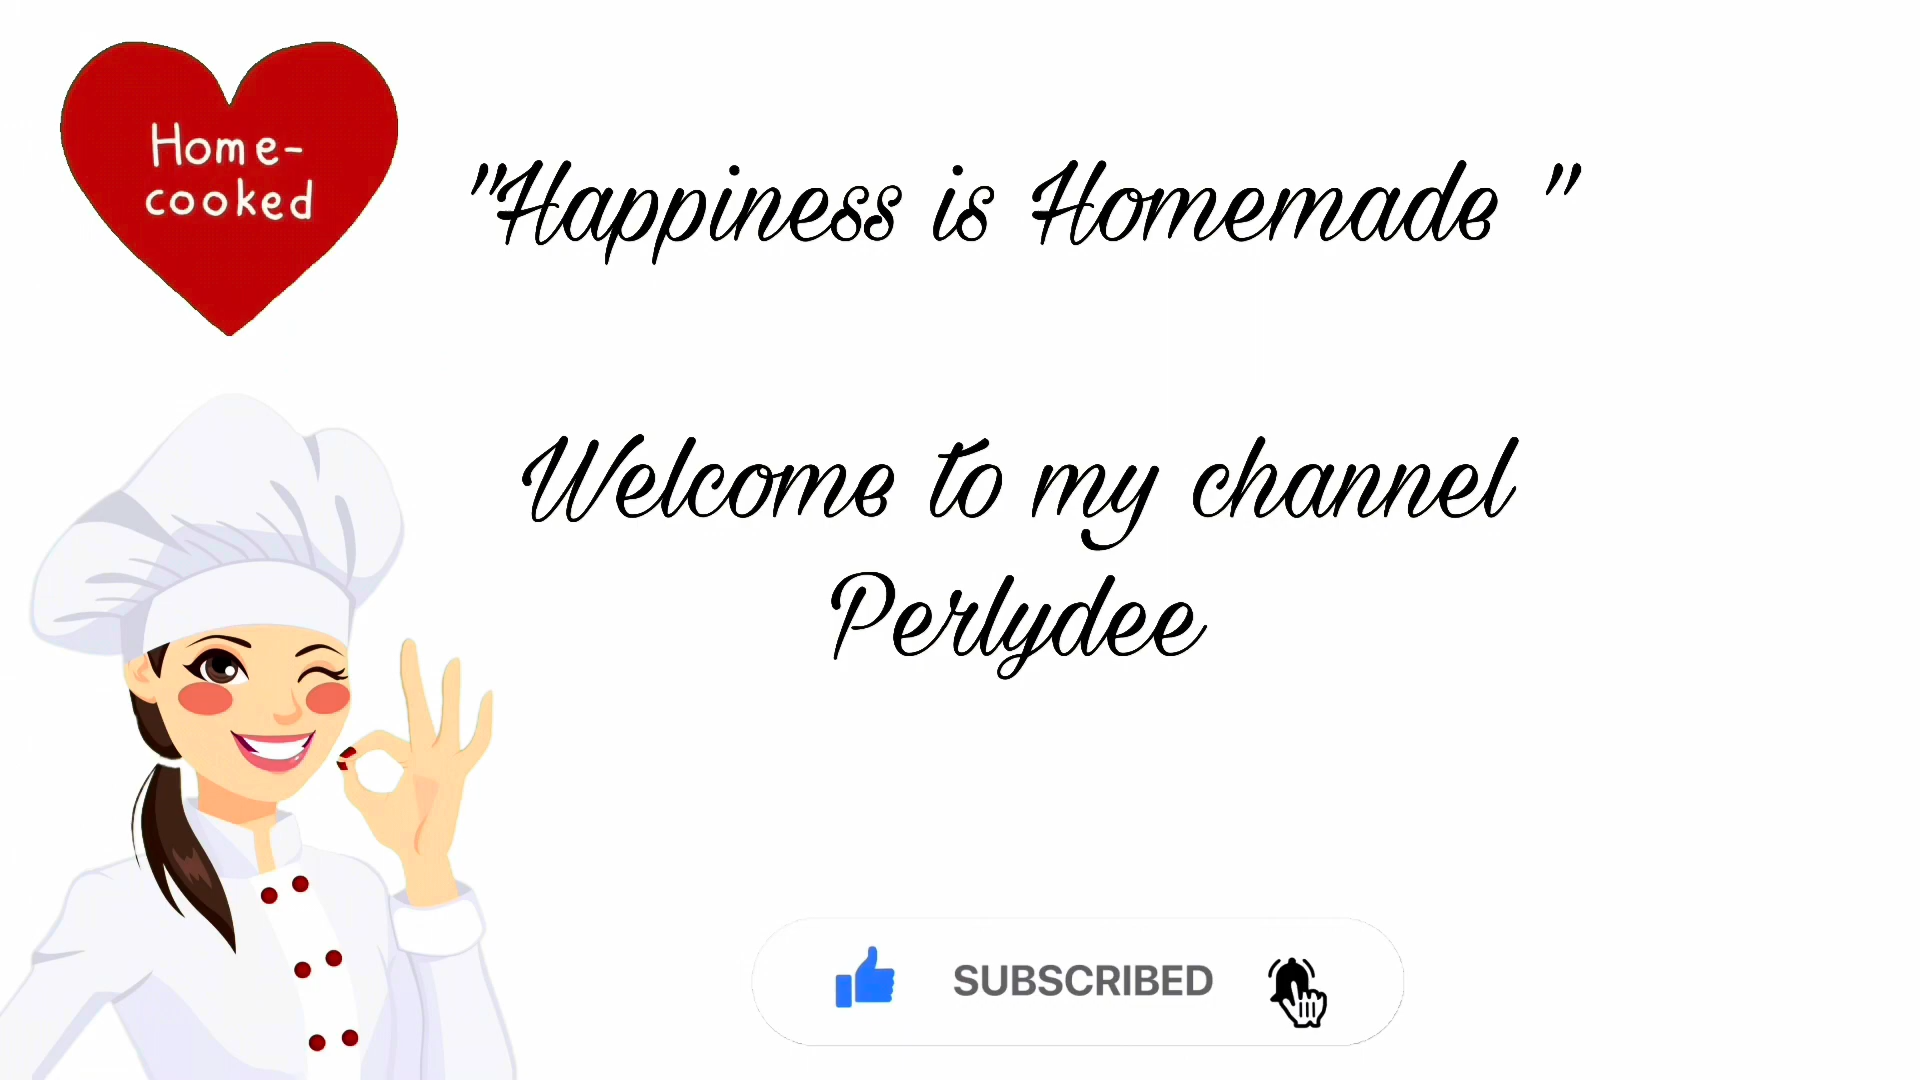 Home-
cooked
"Happiness is Homemade "
Welcome to my channel
Perlydee
SUBSCRIBED